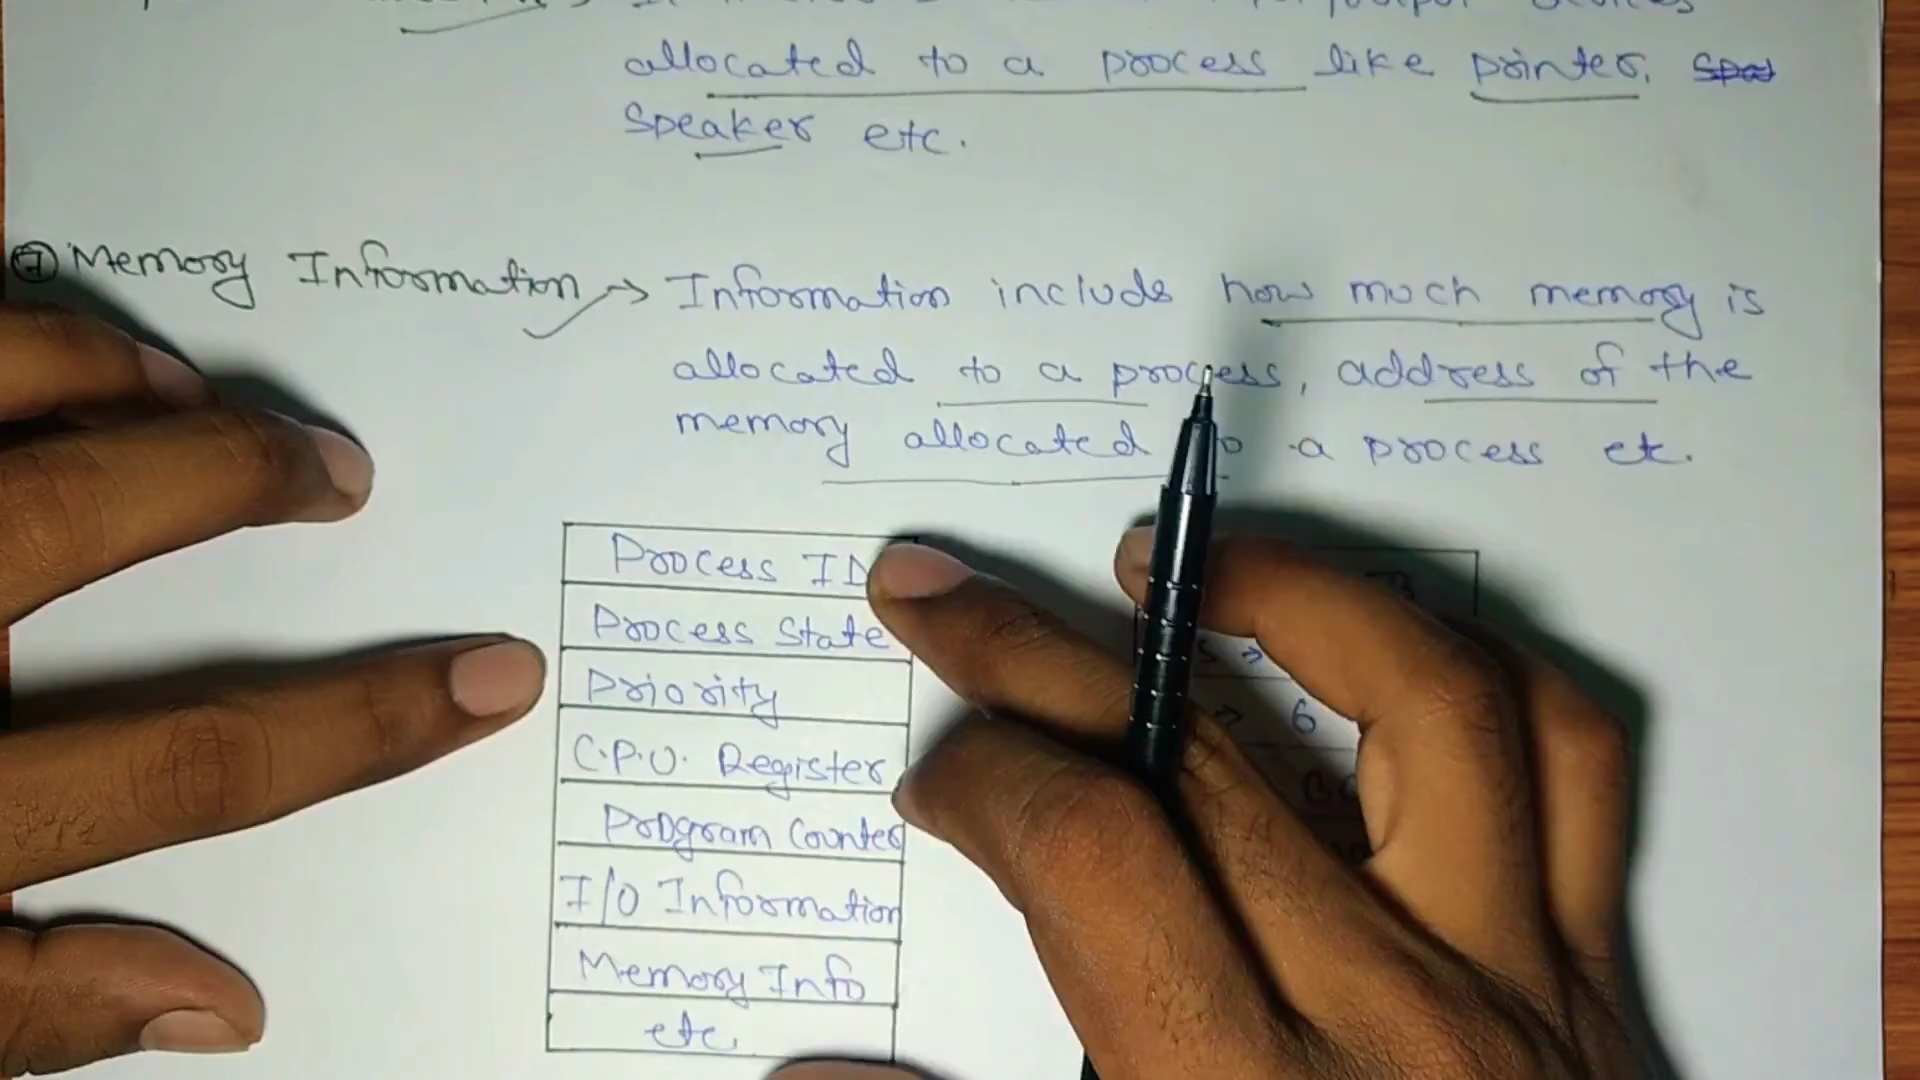 allocated to a process like printer,
Speaker etc.
⑦ Memory Information → Information include how much memory is
allocated to a process, address of the
memory allocated to a process etc.
Process ID
Process State
Priority
C.P.U. Register
Program Counter
I/O Information
Memory Info
etc.
6